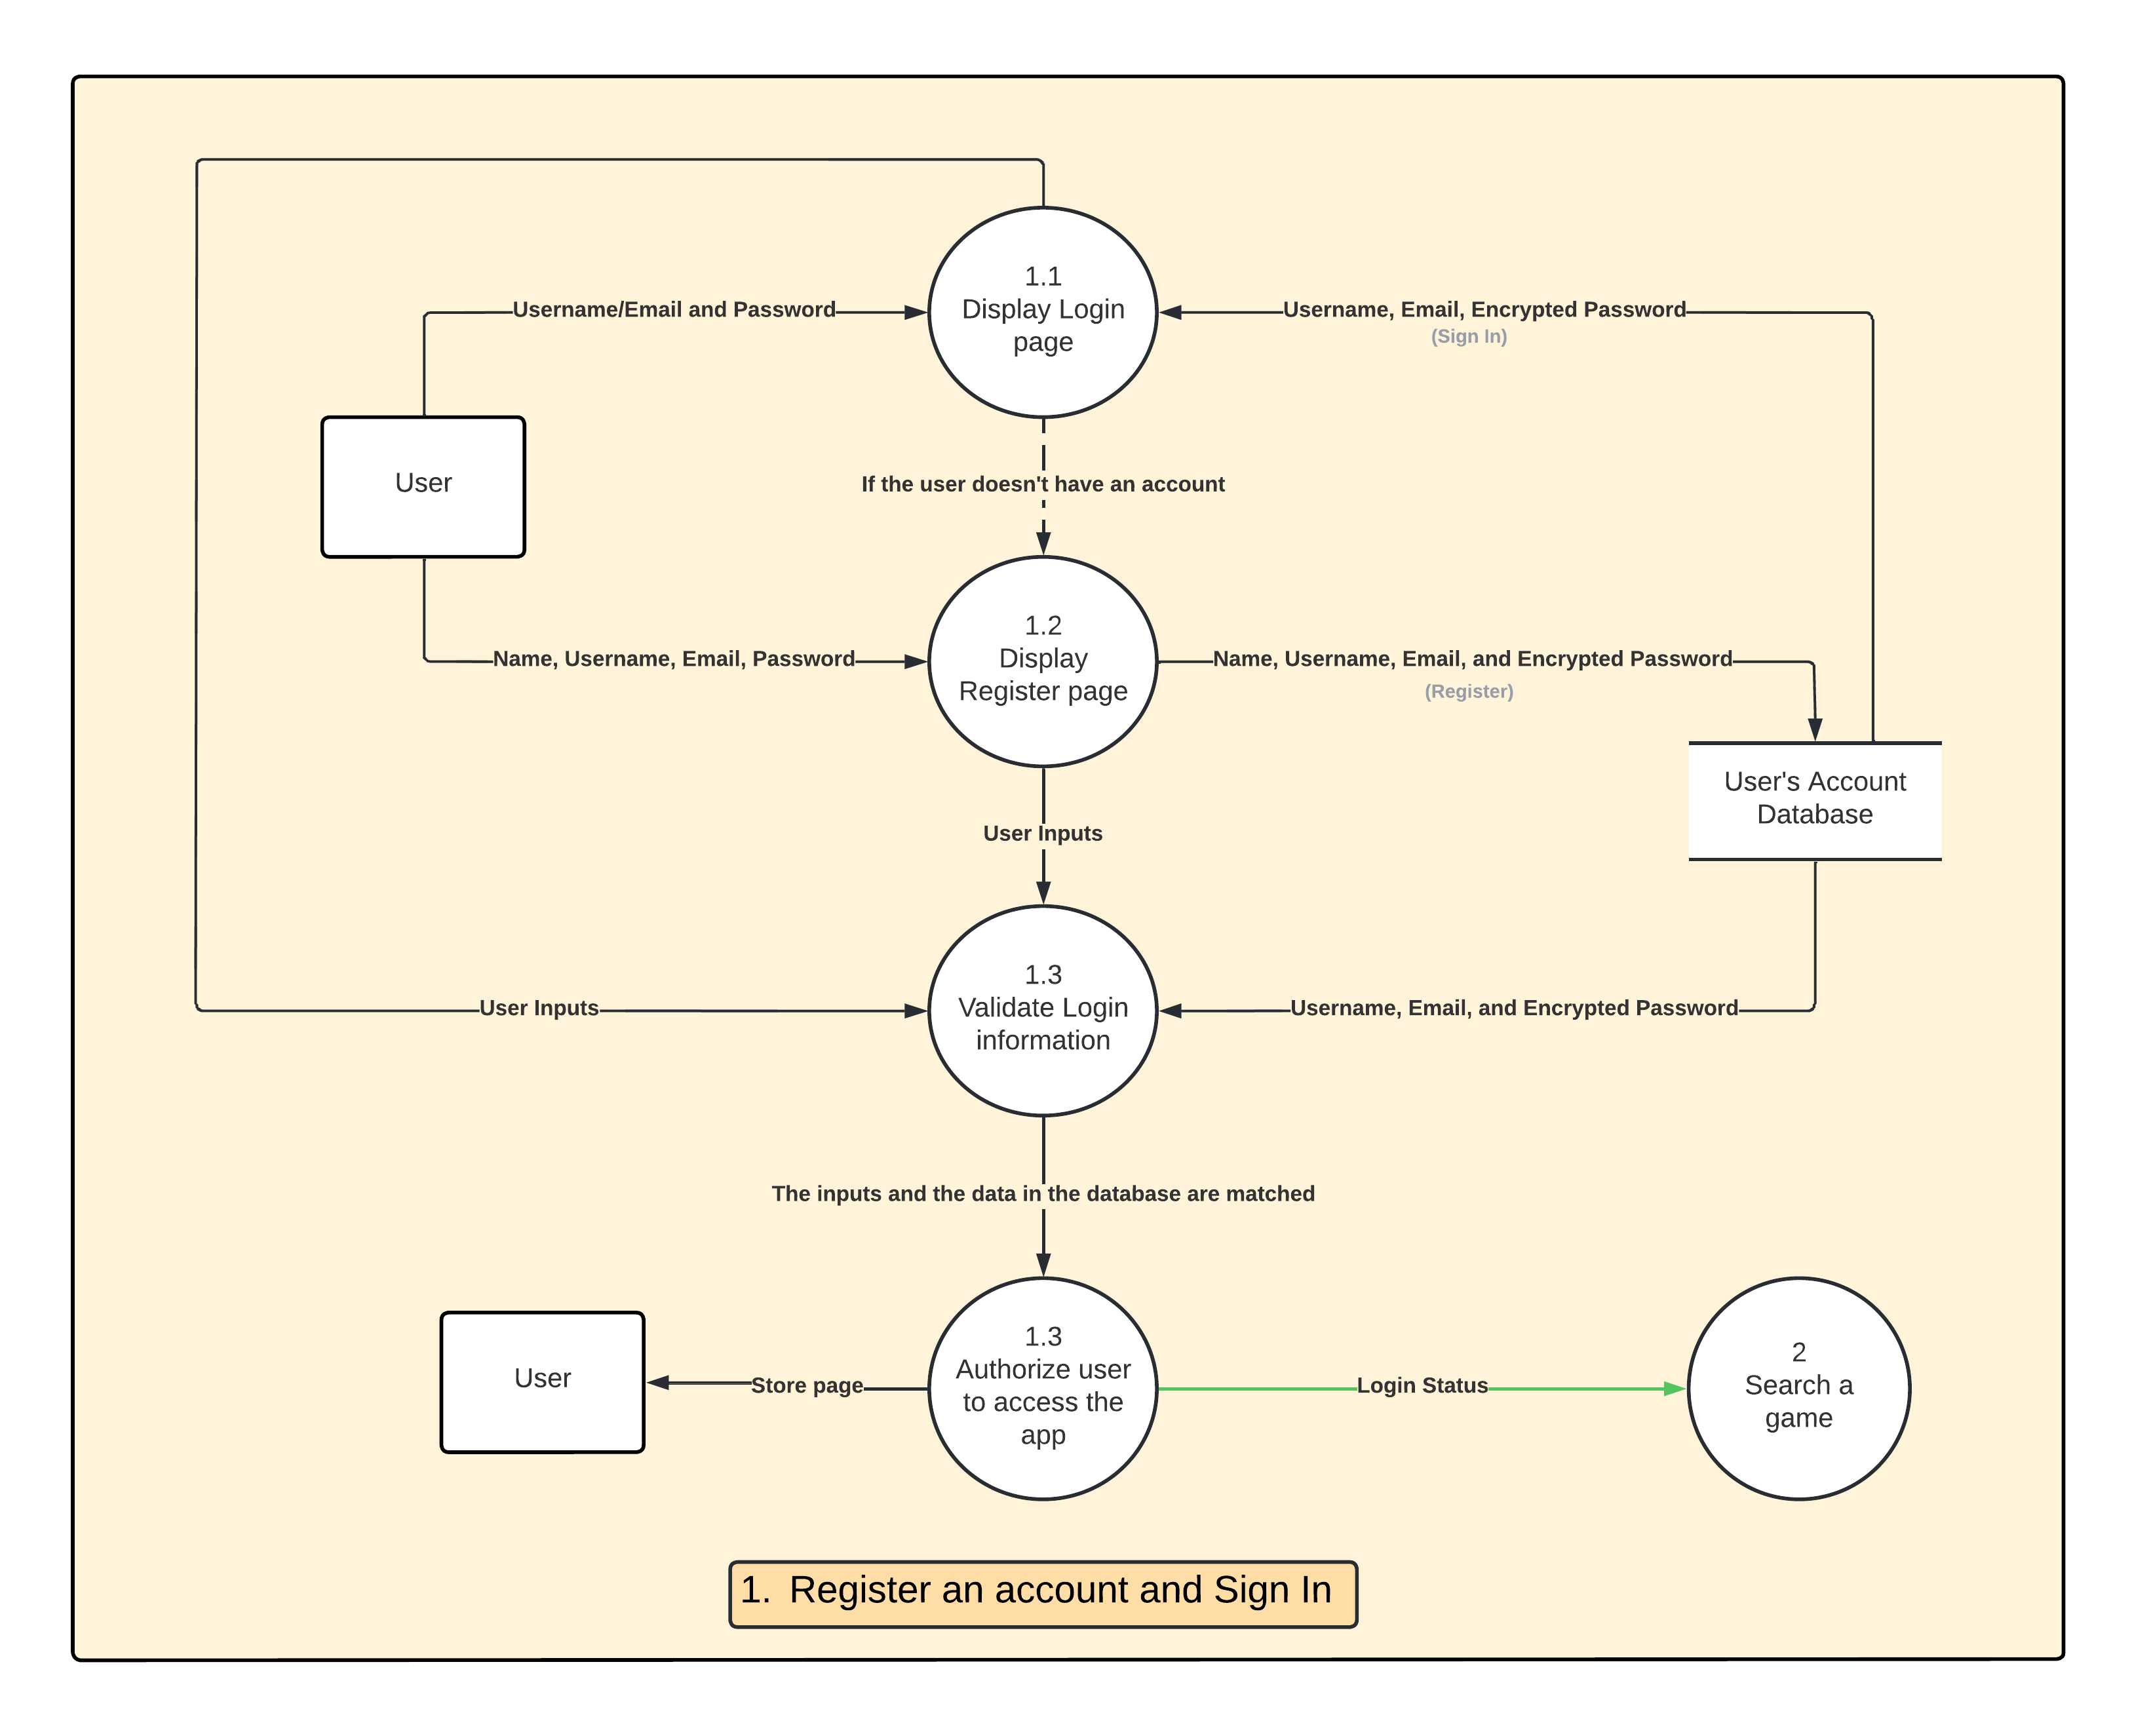 1.1
Display Login
page
Username/Email and Password
Username, Email, Encrypted Password
(Sign In)
User
If the user doesn't have an account
1.2
Display
Register page
Name, Username, Email, Password
Name, Username, Email, and Encrypted Password
(Register)
User's Account
Database
User Inputs
1.3
Validate Login
information
User Inputs
Username, Email, and Encrypted Password
The inputs and the data in the database are matched
User
Store page
1.3
Authorize user
to access the
app
Login Status
2
Search a
game
1. Register an account and Sign In